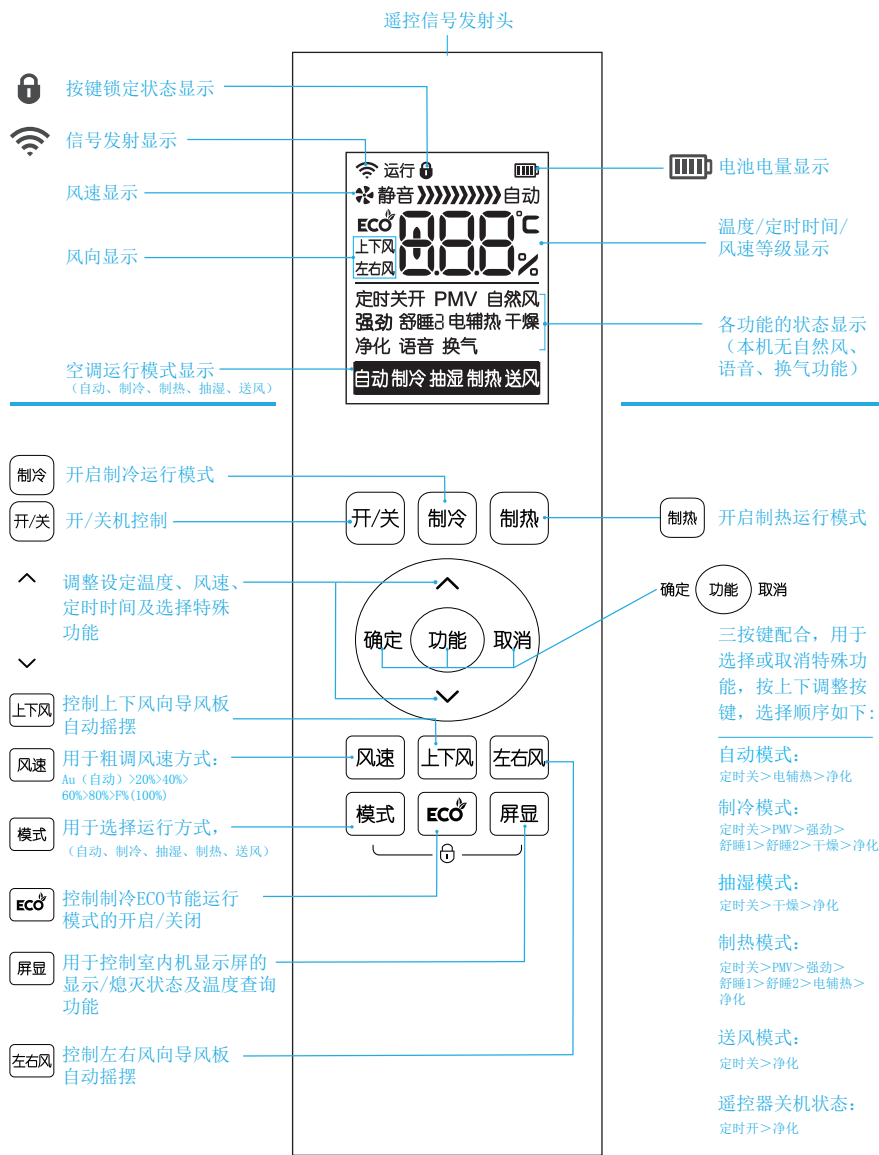 遥控信号发射头
按键锁定状态显示
信号发射显示
风速显示
风向显示
空调运行模式显示
（自动、制冷、制热、抽湿、送风）
运行
静音
自动
ECO
上下风
左右风
℃
%
定时关开 PMV 自然风
强劲 舒睡 电辅热 干燥
净化 语音 换气
自动 制冷 抽湿 制热 送风
电池电量显示
温度/定时时间/
风速等级显示
各功能的状态显示
（本机无自然风、
语音、换气功能）
制冷
开启制冷运行模式
开/关
开/关机控制
调整设定温度、风速、
定时时间及选择特殊
功能
上下风
控制上下风向导风板
自动摇摆
风速
用于粗调风速方式：
Au（自动）>20%>40%>
60%>80%>F%(100%)
模式
用于选择运行方式，
（自动、制冷、抽湿、制热、送风）
ECO
控制制冷ECO节能运行
模式的开启/关闭
屏显
用于控制室内机显示屏的
显示/熄灭状态及温度查询
功能
左右风
控制左右风向导风板
自动摇摆
开/关
制冷
制热
确定
功能
取消
风速
上下风
左右风
模式
ECO
屏显
制热
开启制热运行模式
确定
功能
取消
三按键配合，用于
选择或取消特殊功
能，按上下调整按
键，选择顺序如下：
自动模式：
定时关＞电辅热＞净化
制冷模式：
定时关＞PMV＞强劲＞
舒睡1＞舒睡2＞干燥＞净化
抽湿模式：
定时关＞干燥＞净化
制热模式：
定时关＞PMV＞强劲＞
舒睡1＞舒睡2＞电辅热＞
净化
送风模式：
定时关＞净化
遥控器关机状态：
定时开＞净化